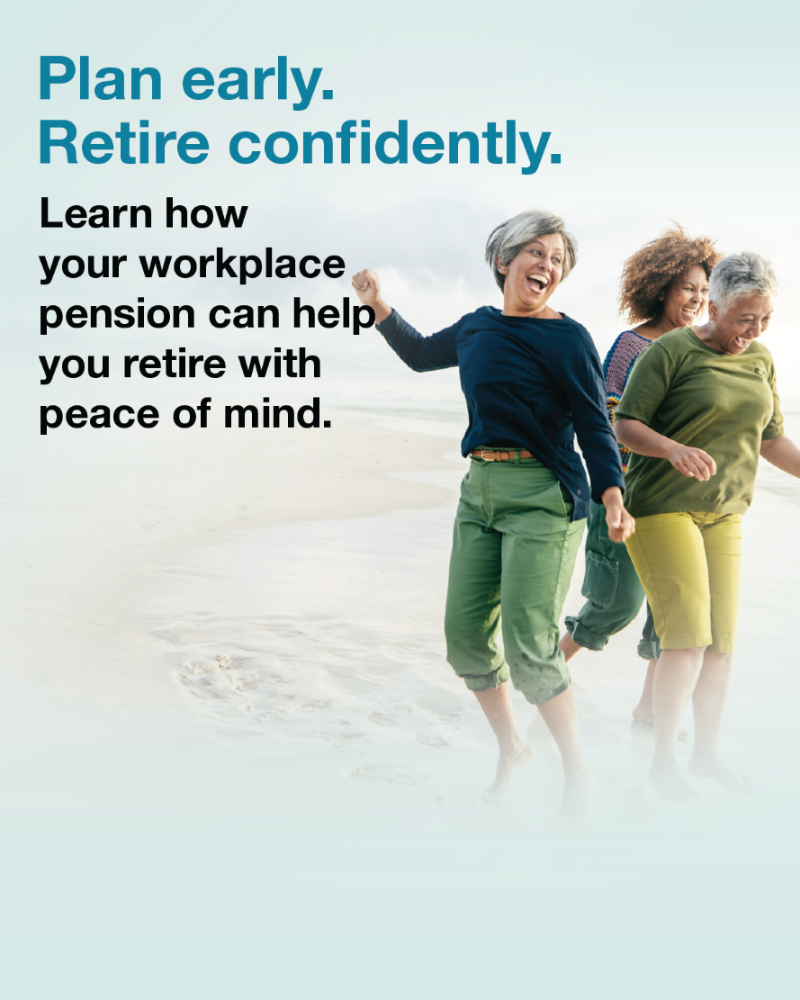 Plan early.
Retire confidently.
Learn how
your workplace
pension can help
you retire with
peace of mind.